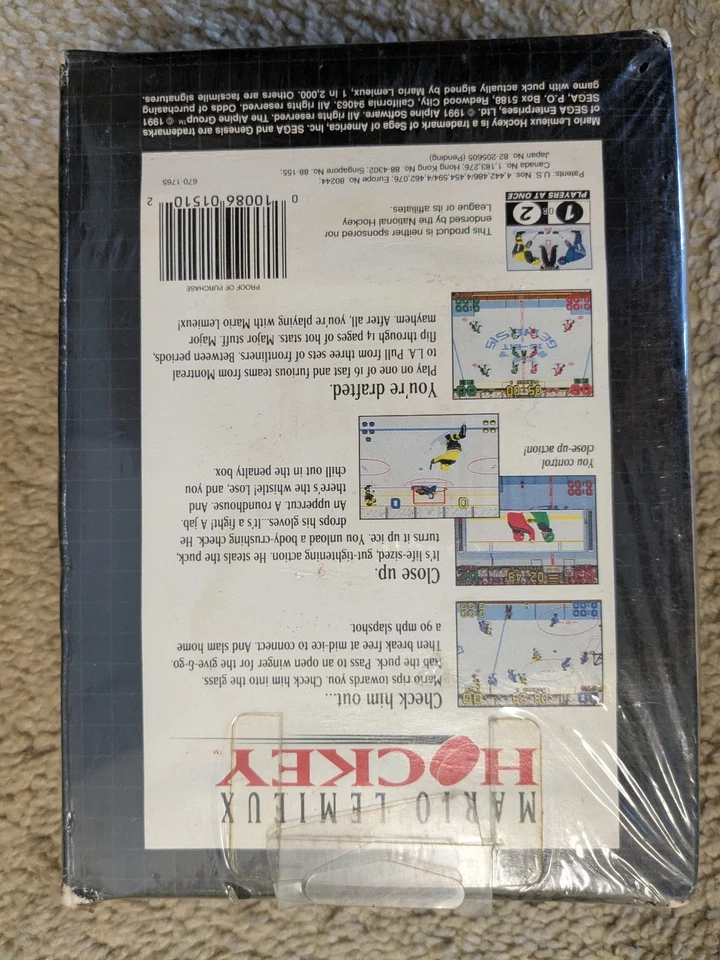 MARIO LEMIEUX
HOCKEY™
Check him out...
Mario rips towards you. Check him into the glass.
Nab the puck. Pass to an open winger for the give-&-go.
Then break free at mid-ice to connect. And slam home
a 90 mph slapshot.
Close up.
It's life-sized, gut-tightening action. He steals the puck,
turns it up ice. You unload a body-crushing check. He
drops his gloves...It's a fight! A jab.
An uppercut. A roundhouse. And
there's the whistle! Lose, and you
chill out in the penalty box.
You control
close-up action!
You're drafted.
Play on one of 16 fast and furious teams from Montreal
to LA. Pull from three sets of frontliners. Between periods,
flip through 14 pages of hot stats. Major stuff. Major
mayhem. After all, you're playing with Mario Lemieux!
PROOF OF PURCHASE
0 10086 01510 2
1 OR 2
PLAYERS AT ONCE
This product is neither sponsored nor
endorsed by the National Hockey
League or its affiliates.
670-1765
Patents: U.S. Nos. 4,442,486/4,454,594/4,462,076; Europe No. 80244;
Canada No. 1,183,276; Hong Kong No. 88-4302; Singapore No. 88-155;
Japan No. 82-205605 (Pending)
Mario Lemieux Hockey is a trademark of Sega of America, Inc. SEGA and Genesis are trademarks
of SEGA Enterprises, Ltd. © 1991 Alpine Software. All rights reserved. The Alpine Group™ © 1991
SEGA, P.O. Box 5188, Redwood City, California 94063. All rights reserved. Odds of purchasing
game with puck actually signed by Mario Lemieux, 1 in 2,000. Others are facsimile signatures.